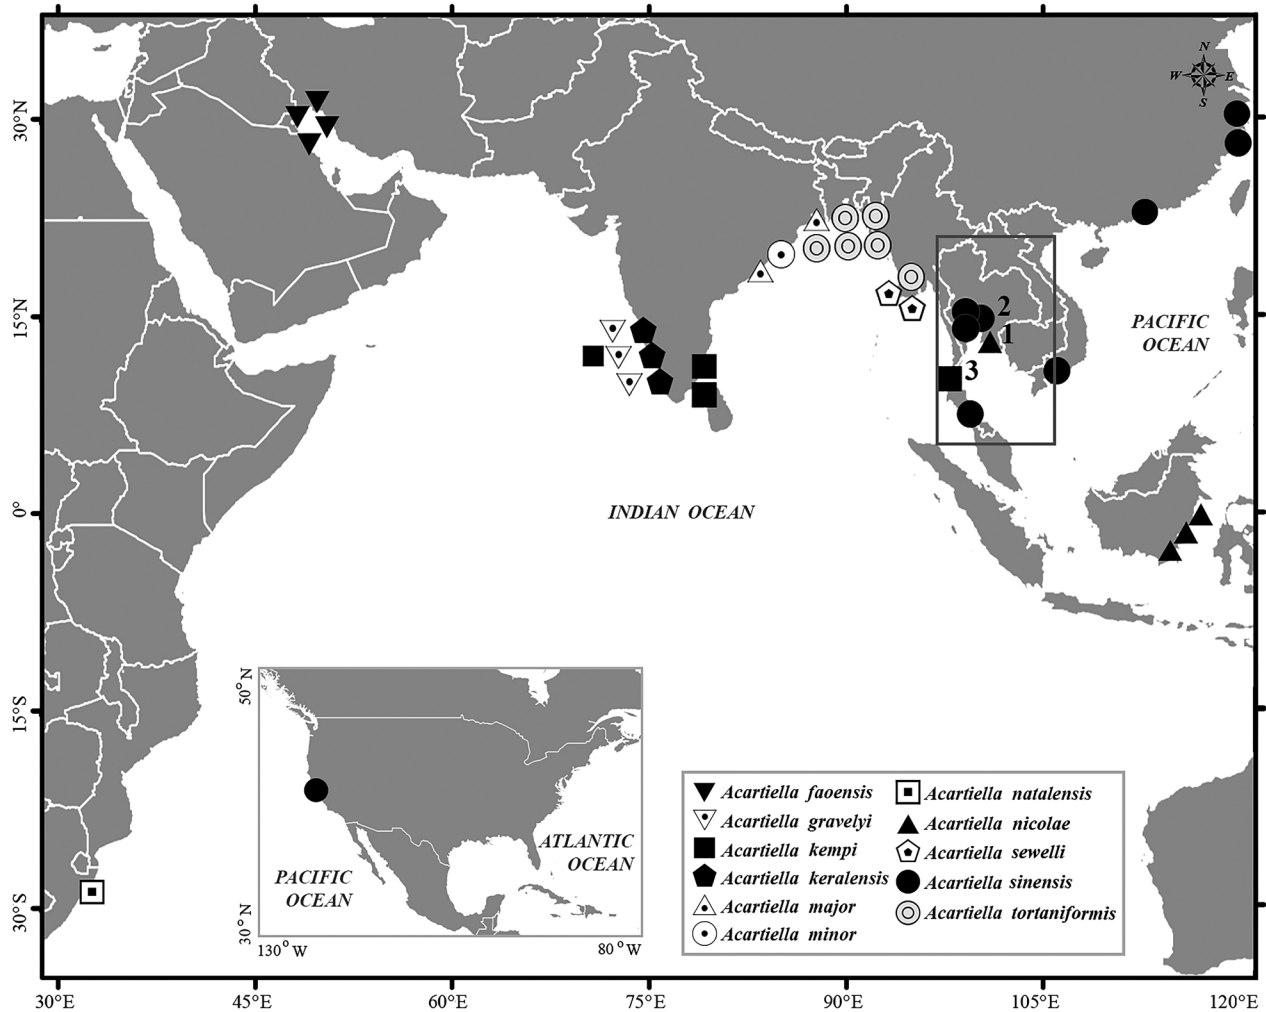 N
W E
S
30°N
15°N
0°
15°S
30°S
2
1
3
PACIFIC
OCEAN
INDIAN OCEAN
50°N
30°N
130°W
80°W
PACIFIC
OCEAN
ATLANTIC
OCEAN
Acartiella faoensis
Acartiella gravelyi
Acartiella kempi
Acartiella keralensis
Acartiella major
Acartiella minor
Acartiella natalensis
Acartiella nicolae
Acartiella sewelli
Acartiella sinensis
Acartiella tortaniformis
30°E
45°E
60°E
75°E
90°E
105°E
120°E